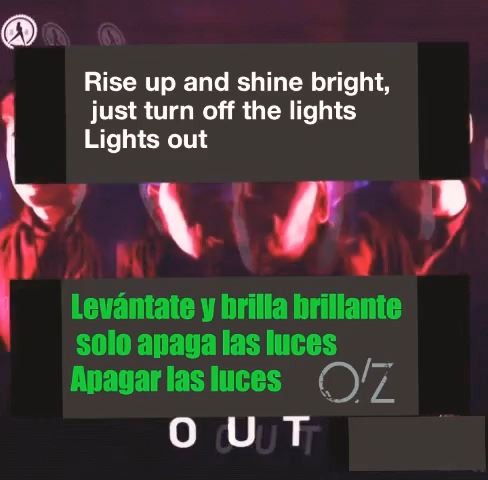 Rise up and shine bright,
just turn off the lights
Lights out
Levántate y brilla brillante
solo apaga las luces
Apagar las luces
O/Z
OUT